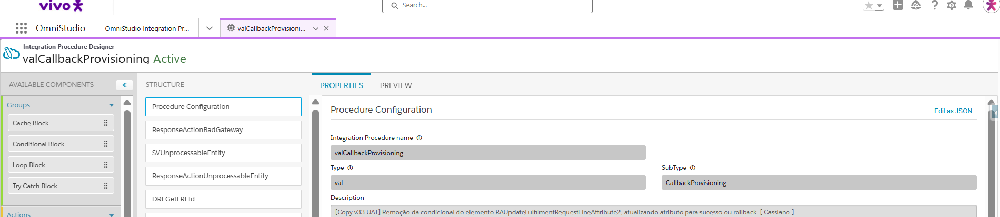 vivo
Search...
OmniStudio
OmniStudio Integration Pr...
valCallbackProvisioni...
Integration Procedure Designer
valCallbackProvisioning Active
AVAILABLE COMPONENTS
STRUCTURE
PROPERTIES
PREVIEW
Groups
Cache Block
Conditional Block
Loop Block
Try Catch Block
Actions
Procedure Configuration
ResponseActionBadGateway
SVUnprocessableEntity
ResponseActionUnprocessableEntity
DREGetFRLId
Procedure Configuration
Edit as JSON
Integration Procedure name
valCallbackProvisioning
Type
SubType
val
CallbackProvisioning
Description
[Copy v33 UAT] Remoção da condicional do elemento RAUpdateFulfilmentRequestLineAttribute2, atualizando atributo para sucesso ou rollback. [ Cassiano ]